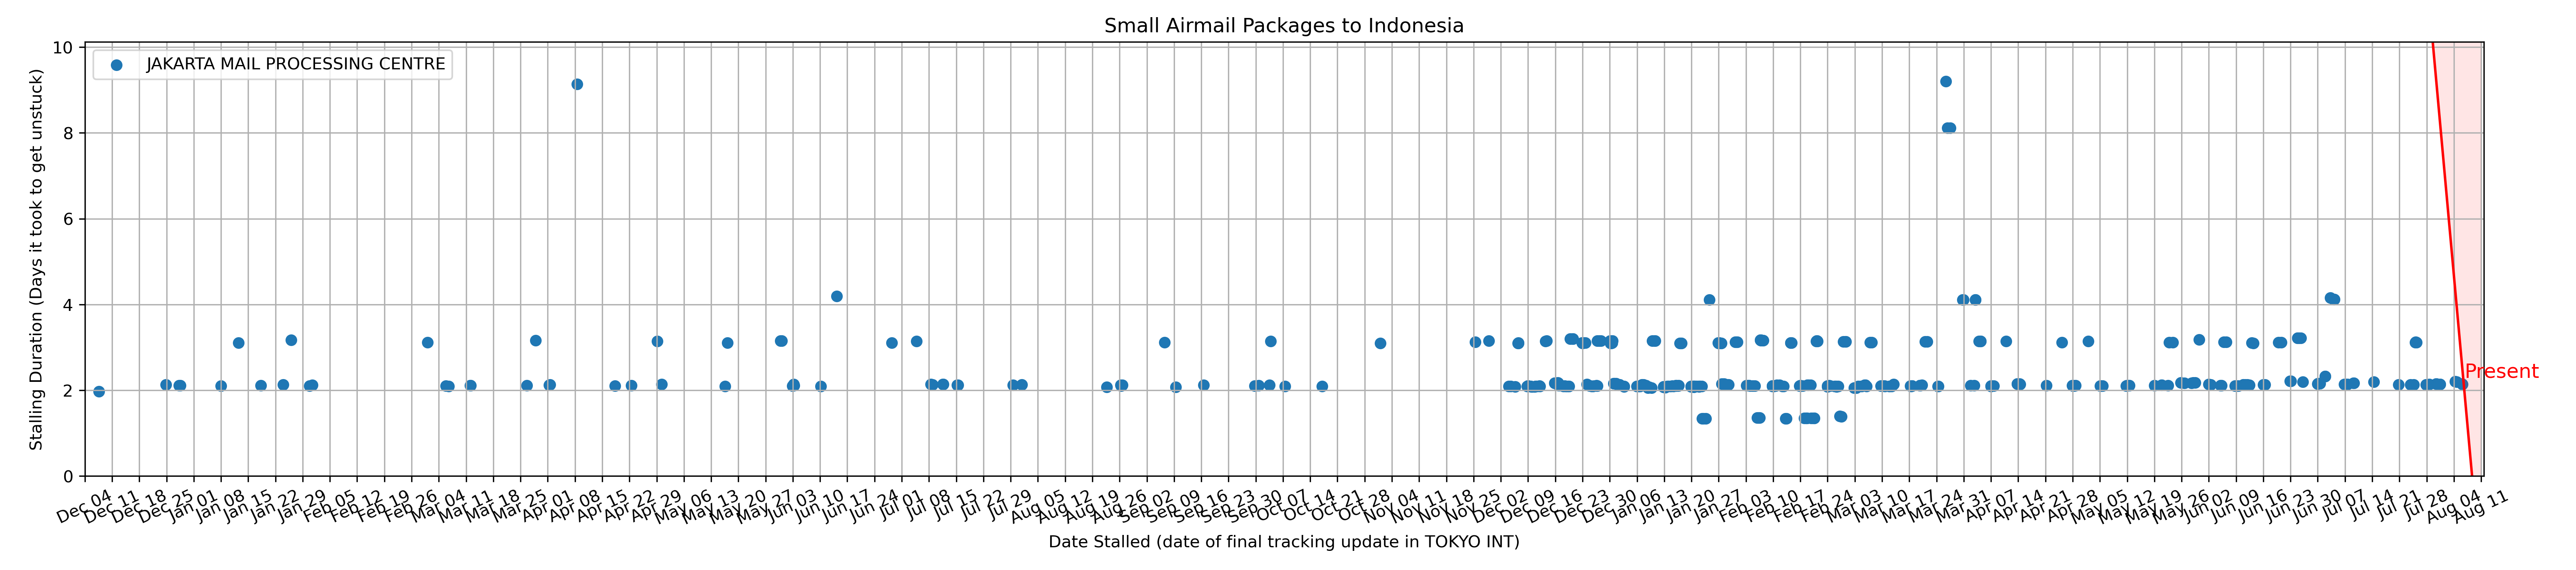 Small Airmail Packages to Indonesia
JAKARTA MAIL PROCESSING CENTRE
Stalling Duration (Days it took to get unstuck)
10
8
6
4
2
0
Present
Dec 04
Dec 11
Dec 18
Dec 25
Jan 01
Jan 08
Jan 15
Jan 22
Jan 29
Feb 05
Feb 12
Feb 19
Feb 26
Mar 04
Mar 11
Mar 18
Mar 25
Apr 01
Apr 08
Apr 15
Apr 22
Apr 29
May 06
May 13
May 20
May 27
Jun 03
Jun 10
Jun 17
Jun 24
Jul 01
Jul 08
Jul 15
Jul 22
Jul 29
Aug 05
Aug 12
Aug 19
Aug 26
Sep 02
Sep 09
Sep 16
Sep 23
Sep 30
Oct 07
Oct 14
Oct 21
Oct 28
Nov 04
Nov 11
Nov 18
Nov 25
Dec 02
Dec 09
Dec 16
Dec 23
Dec 30
Jan 06
Jan 13
Jan 20
Jan 27
Feb 03
Feb 10
Feb 17
Feb 24
Mar 03
Mar 10
Mar 17
Mar 24
Mar 31
Apr 07
Apr 14
Apr 21
Apr 28
May 05
May 12
May 19
May 26
Jun 02
Jun 09
Jun 16
Jun 23
Jun 30
Jul 07
Jul 14
Jul 21
Jul 28
Aug 04
Aug 11
Date Stalled (date of final tracking update in TOKYO INT)